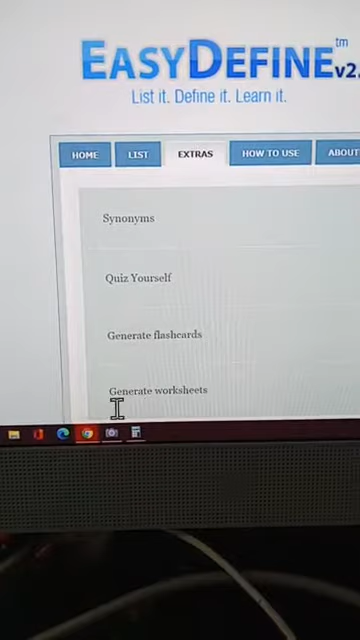 EASYDEFINE tm v2.
List it. Define it. Learn it.
HOME LIST EXTRAS HOW TO USE ABOUT
Synonyms
Quiz Yourself
Generate flashcards
Generate worksheets